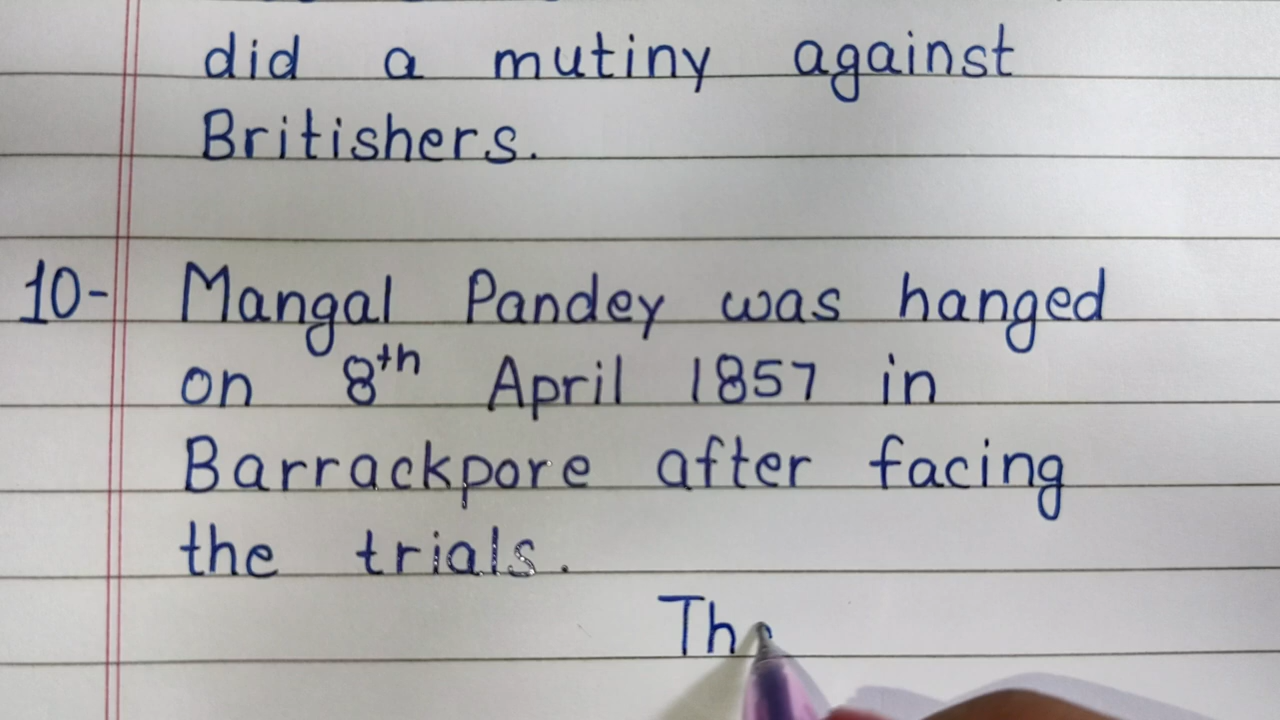 did a mutiny against
Britishers.
10- Mangal Pandey was hanged
on 8th April 1857 in
Barrackpore after facing
the trials.